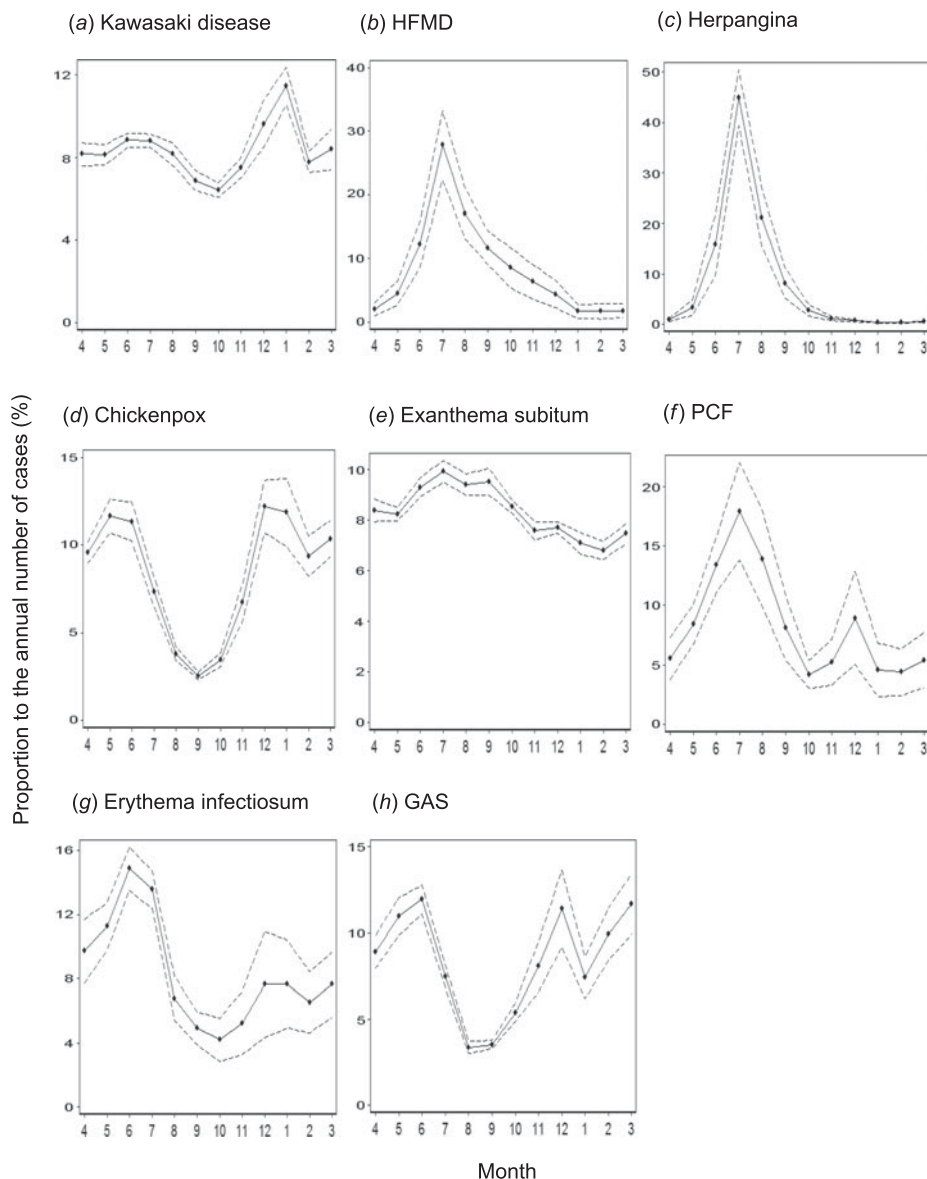 (a) Kawasaki disease
(b) HFMD
(c) Herpangina
12
8
4
0
4 5 6 7 8 9 10 11 12 1 2 3
40
30
20
10
0
4 5 6 7 8 9 10 11 12 1 2 3
50
40
30
20
10
0
4 5 6 7 8 9 10 11 12 1 2 3
Proportion to the annual number of cases (%)
(d) Chickenpox
(e) Exanthema subitum
(f) PCF
15
10
5
0
4 5 6 7 8 9 10 11 12 1 2 3
10
8
6
4
2
0
4 5 6 7 8 9 10 11 12 1 2 3
20
15
10
5
0
4 5 6 7 8 9 10 11 12 1 2 3
(g) Erythema infectiosum
(h) GAS
16
12
8
4
0
4 5 6 7 8 9 10 11 12 1 2 3
15
10
5
0
4 5 6 7 8 9 10 11 12 1 2 3
Month